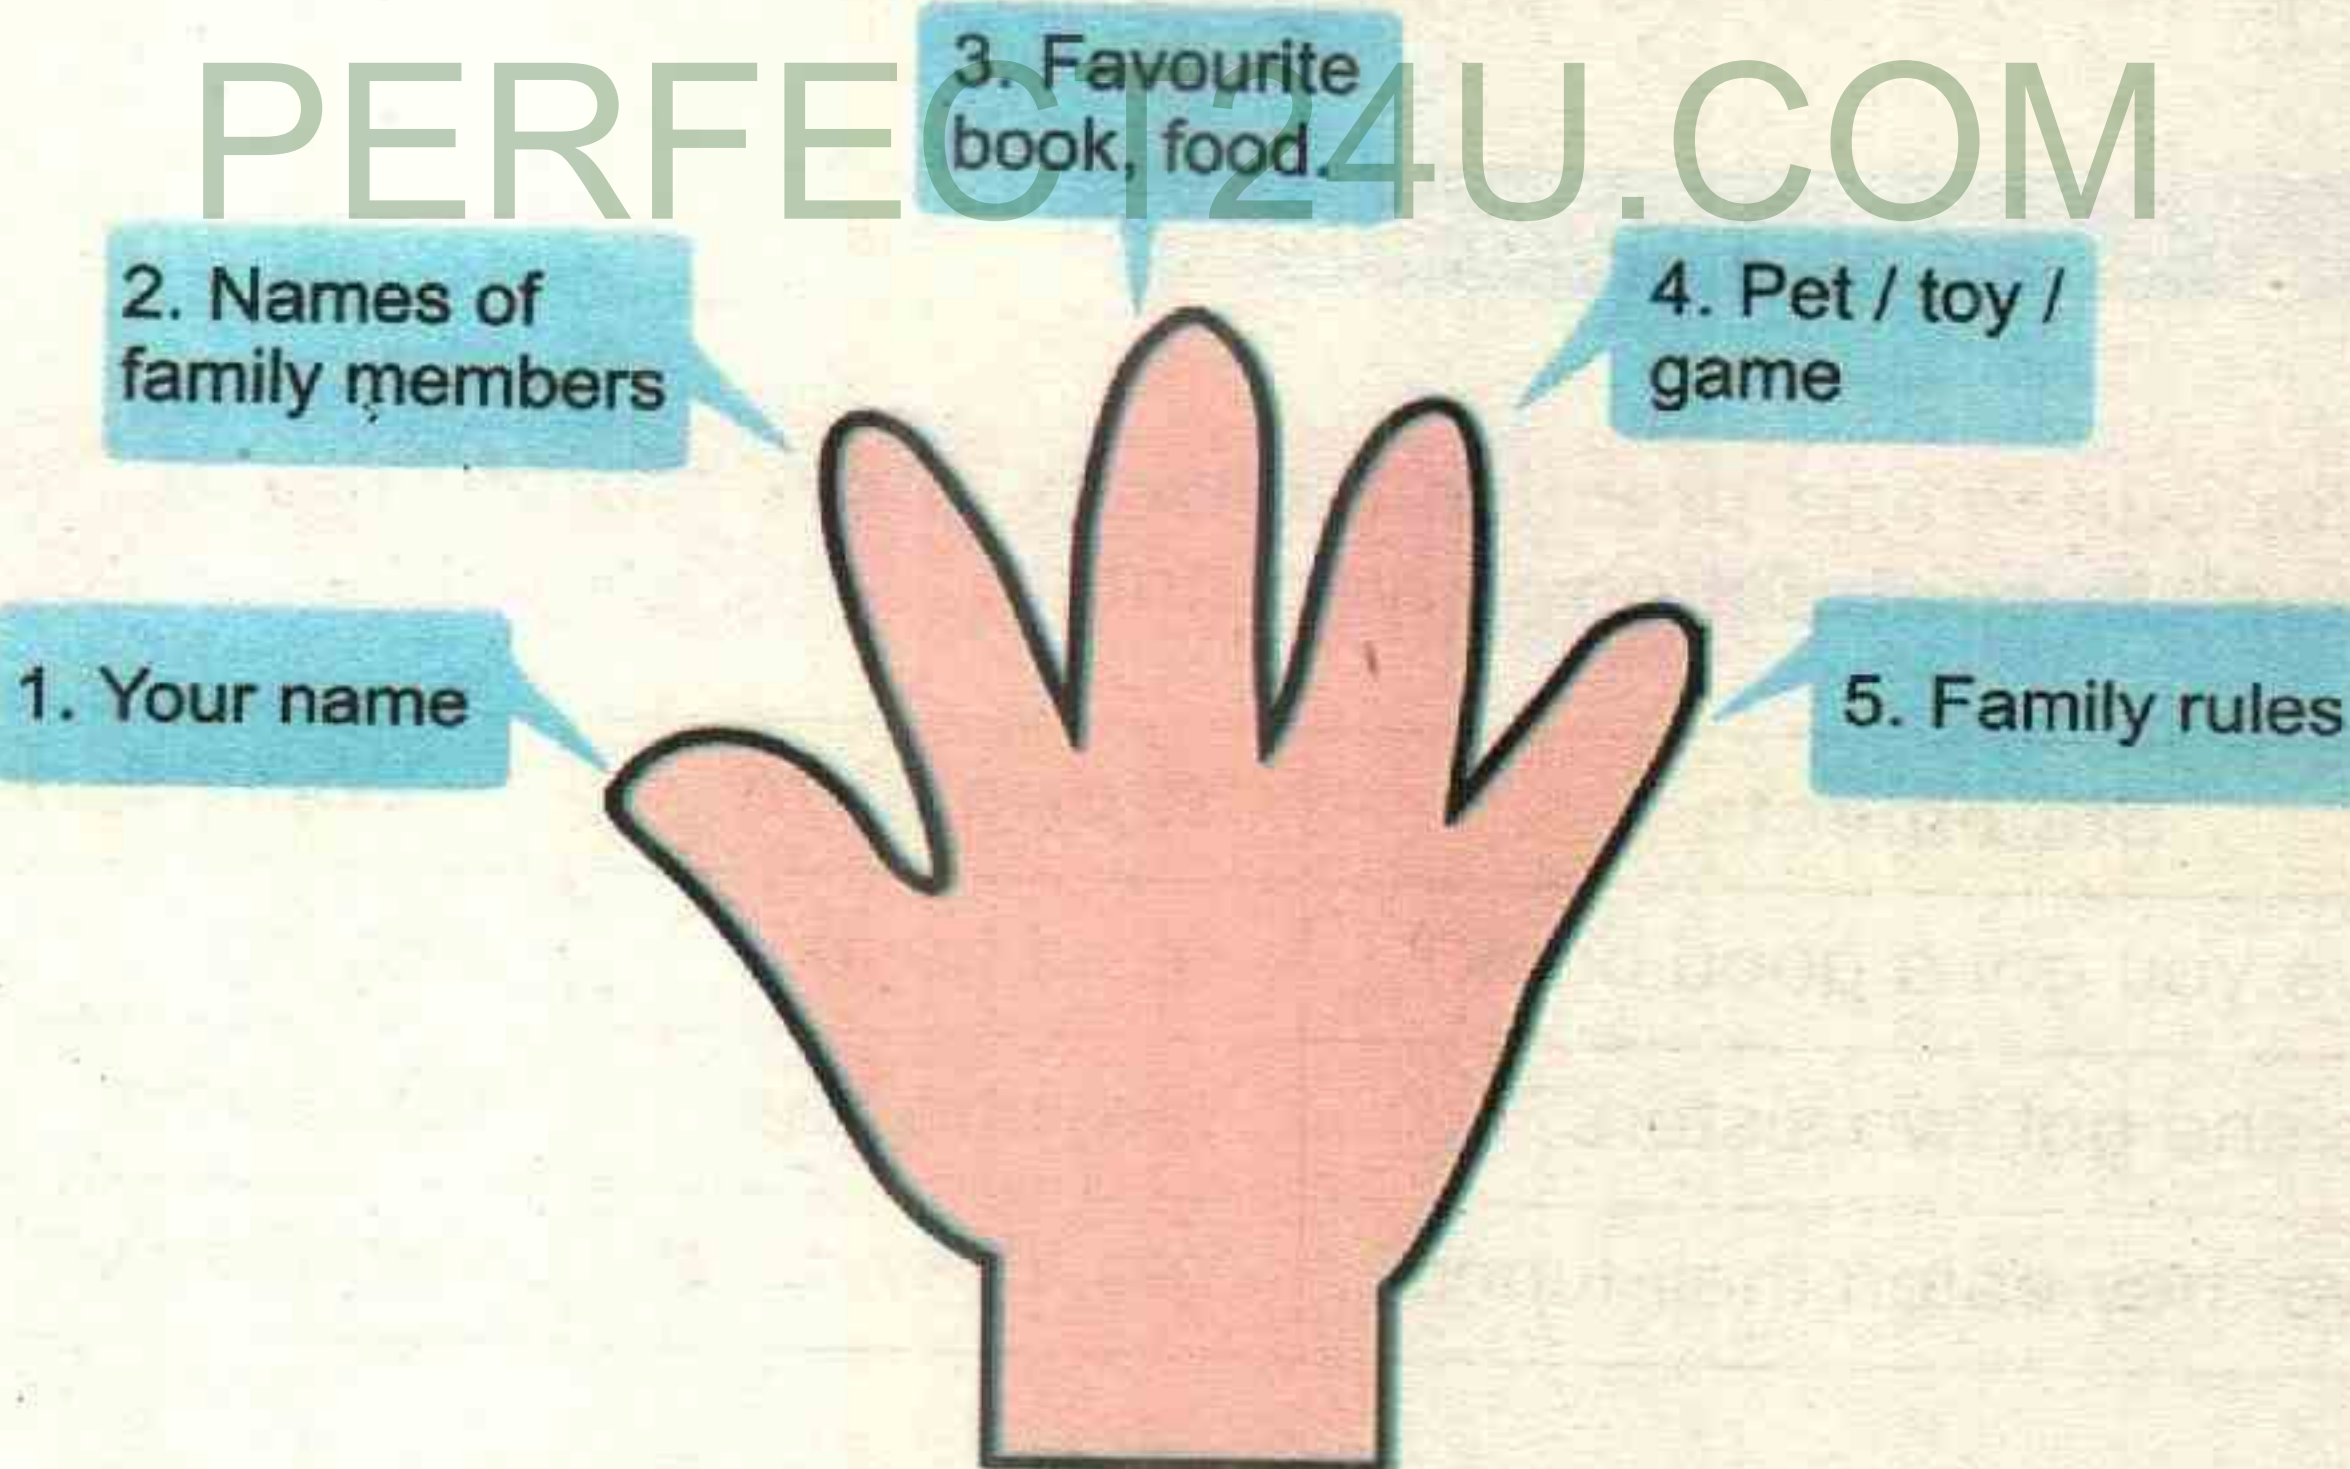 PERFECT24U.COM
1. Your name
2. Names of
family members
3. Favourite
book, food.
4. Pet / toy /
game
5. Family rules